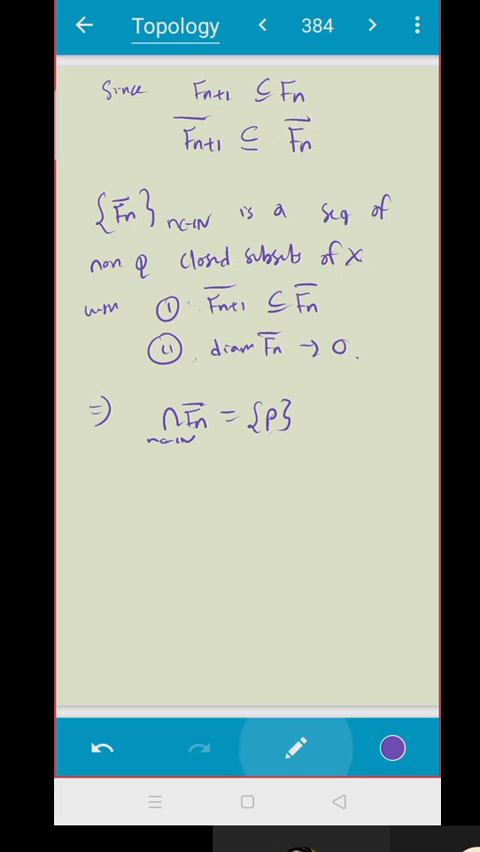 Topology 384
Since Fn+1 ⊆ Fn
F̅n+1 ⊆ F̅n
{F̅n} n∈ℕ is a seq of
non φ closed subsets of X
with ① F̅n+1 ⊆ F̅n
② diam F̅n → 0.
⇒ ∩F̅n = {p}
n∈ℕ